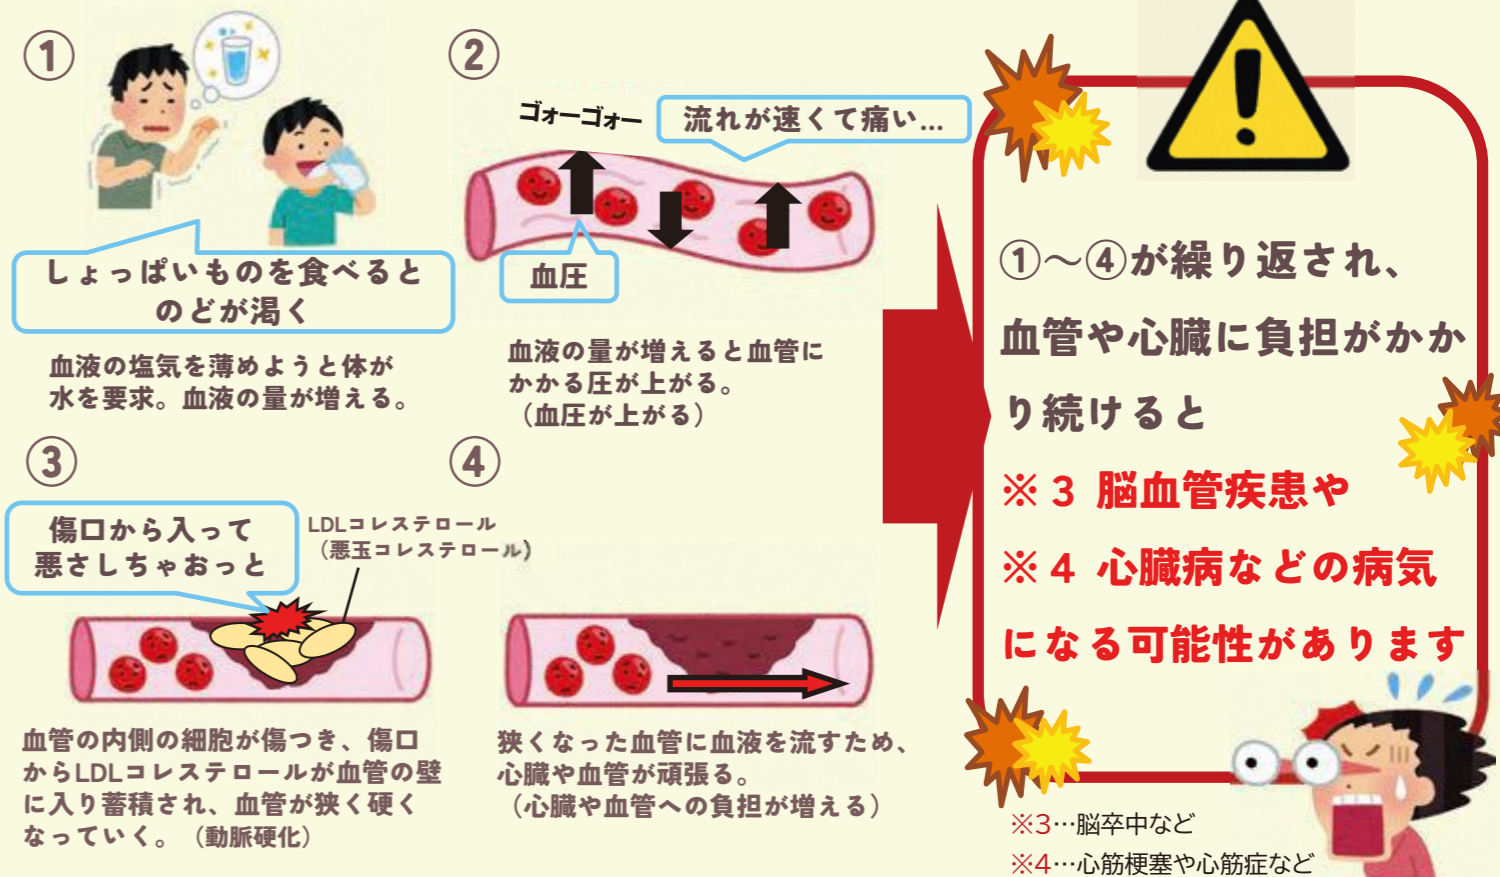 ①
しょっぱいものを食べると
のどが渇く
血液の塩気を薄めようと体が
水を要求。血液の量が増える。
②
ゴォーゴォー
流れが速くて痛い…
血圧
血液の量が増えると血管に
かかる圧が上がる。
（血圧が上がる）
③
傷口から入って
悪さしちゃおっと
LDLコレステロール
（悪玉コレステロール）
血管の内側の細胞が傷つき、傷口
からLDLコレステロールが血管の壁
に入り蓄積され、血管が狭く硬く
なっていく。（動脈硬化）
④
狭くなった血管に血液を流すため、
心臓や血管が頑張る。
（心臓や血管への負担が増える）
①～④が繰り返され、
血管や心臓に負担がかか
り続けると
※３ 脳血管疾患や
※４ 心臓病などの病気
になる可能性があります
※3…脳卒中など
※4…心筋梗塞や心筋症など